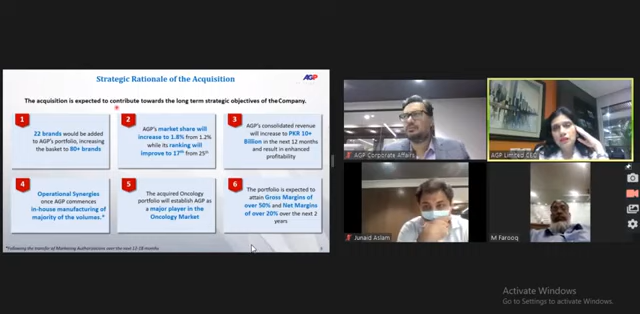 Strategic Rationale of the Acquisition
AGP
The acquisition is expected to contribute towards the long term strategic objectives of the Company.
1
22 brands would be added
to AGP's portfolio, increasing
the basket to 80+ brands
2
AGP's market share will
increase to 1.8% from 1.2%
while its ranking will
improve to 17th from 25th
3
AGP's consolidated revenue
will increase to PKR 10+
Billion in the next 12 months
and result in enhanced
profitability
4
Operational Synergies
once AGP commences
in-house manufacturing of
majority of the volumes.*
5
The acquired Oncology
portfolio will establish AGP as
a major player in the
Oncology Market
6
The portfolio is expected to
attain Gross Margins of
over 50% and Net Margins
of over 20% over the next 2
years
*Following the transfer of Marketing Authorizations over the next 12-18 months
AGP Corporate Affairs
AGP Limited CEO
Junaid Aslam
M Farooq
Activate Windows
Go to Settings to activate Windows.